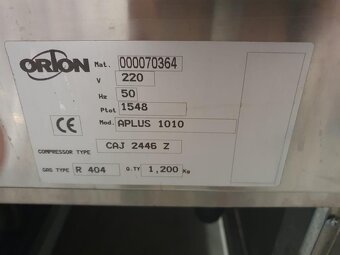 ORION Mat. 000070364
V 220
Hz 50
Ptot 1548
CE Mod. APLUS 1010
COMPRESSOR TYPE CAJ 2446 Z
GAS TYPE R 404 Q.TY 1,200 Kg